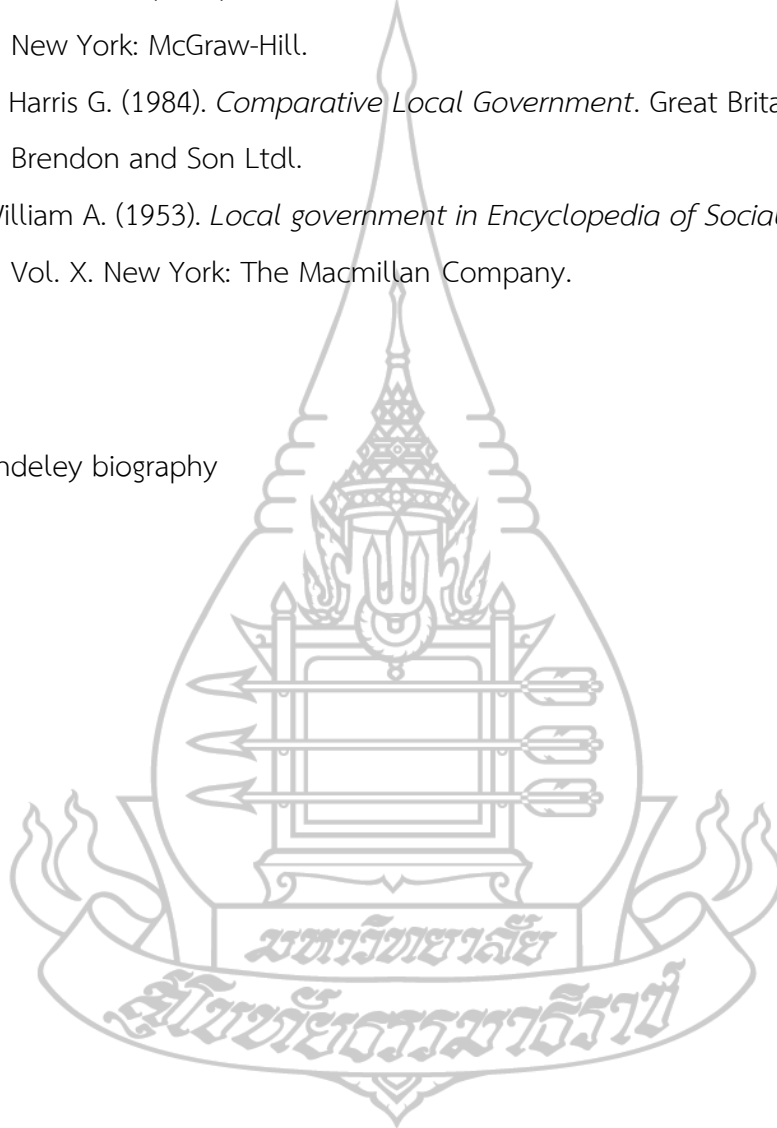 New York: McGraw-Hill.
Harris G. (1984). Comparative Local Government. Great Brita
Brendon and Son Ltdl.
William A. (1953). Local government in Encyclopedia of Social
Vol. X. New York: The Macmillan Company.
ndeley biography
มหาวิทยาลัย
สุโขทัยธรรมาธิราช